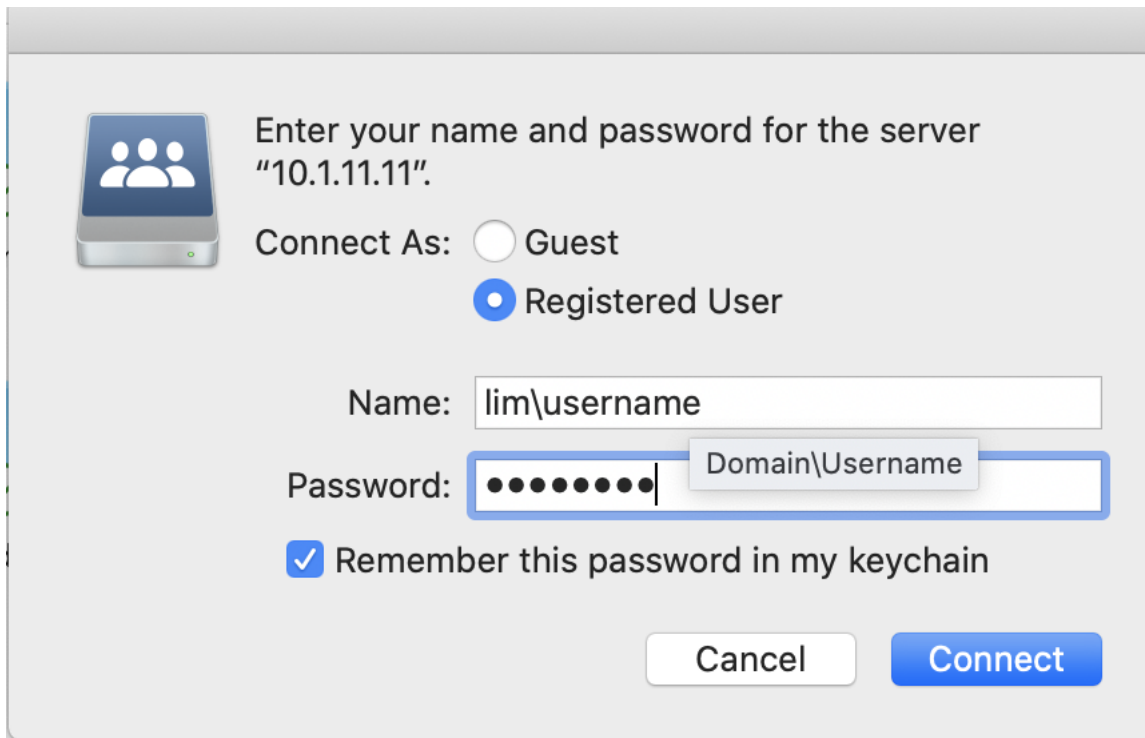 Enter your name and password for the server
“10.1.11.11”.
Connect As:
Guest
Registered User
Name: lim\username
Domain\Username
Password: ••••••••
Remember this password in my keychain
Cancel
Connect